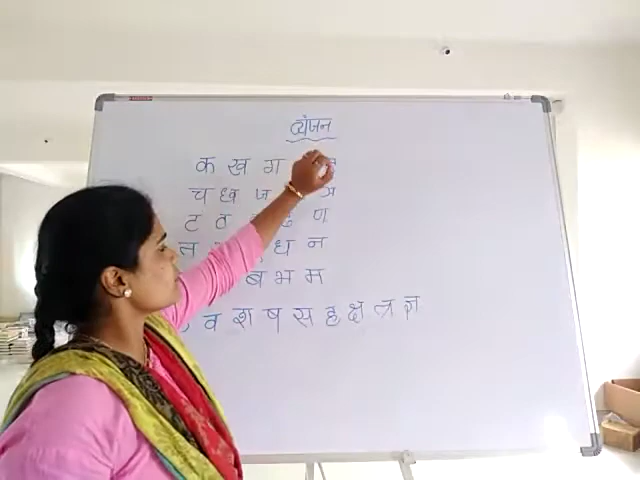 व्यंजन
क ख ग
च छ ज ञ
ट ठ ढ ण
त ध न
ब भ म
व श ष स ह क्ष त्र ज्ञ